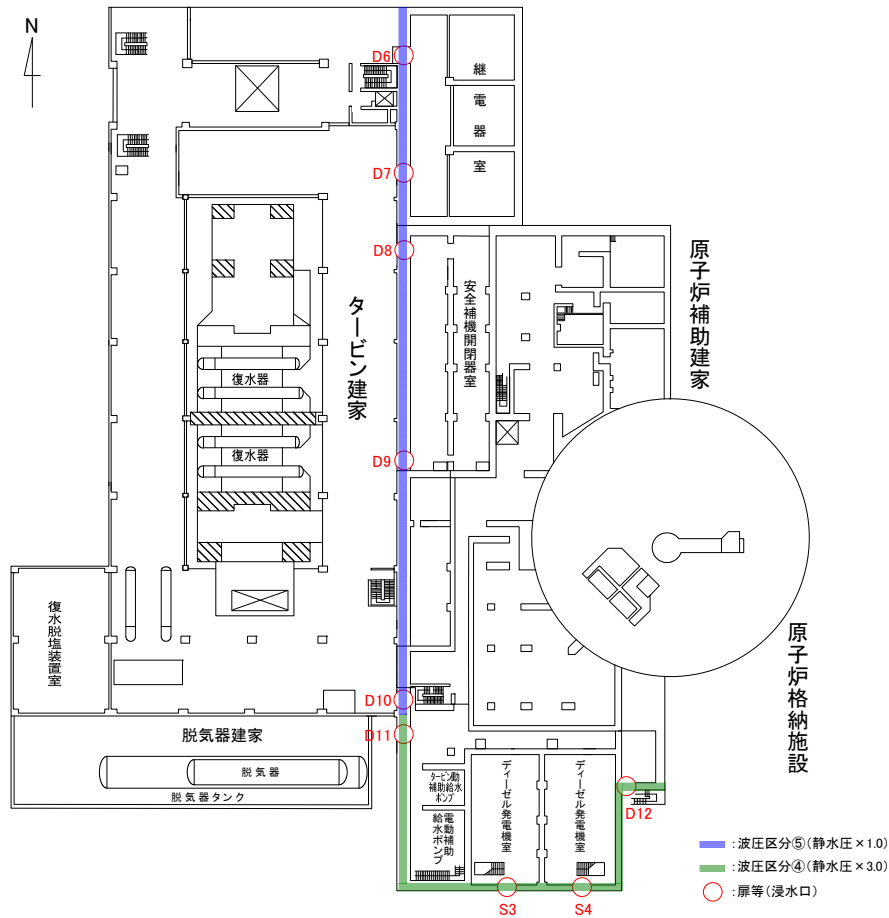 N
D6
継
電
器
室
D7
D8
原子炉補助建家
安全補機開閉器室
タービン建家
復水器
復水器
D9
復水脱塩装置室
原子炉格納施設
D10
D11
脱気器建家
脱気器
脱気器タンク
タービン動
補助給水
ポンプ
電動補助
給水ポンプ
ディーゼル発電機室
ディーゼル発電機室
D12
S3
S4
:波圧区分⑤(静水圧×1.0)
:波圧区分④(静水圧×3.0)
:扉等(浸水口)